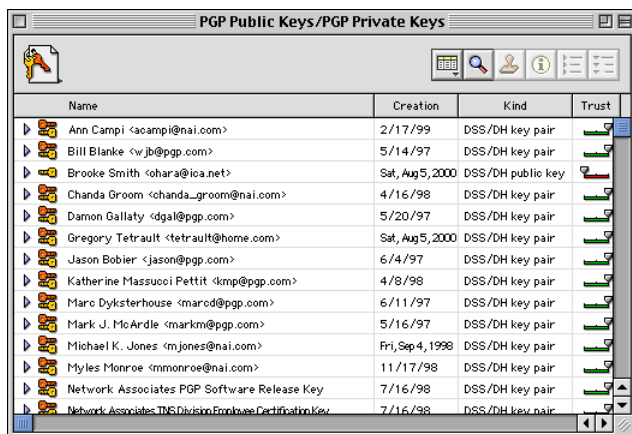 PGP Public Keys/PGP Private Keys
Name Creation Kind Trust
Ann Campi <acampi@nai.com> 2/17/99 DSS/DH key pair
Bill Blanke <wjb@pgp.com> 5/14/97 DSS/DH key pair
Brooke Smith <ohara@ica.net> Sat, Aug 5, 2000 DSS/DH public key
Chanda Groom <chanda_groom@nai.com> 4/16/98 DSS/DH key pair
Damon Gallaty <dgal@pgp.com> 5/20/97 DSS/DH key pair
Gregory Tetrault <tetrault@home.com> Sat, Aug 5, 2000 DSS/DH key pair
Jason Bobier <jason@pgp.com> 6/4/97 DSS/DH key pair
Katherine Massucci Pettit <kmp@pgp.com> 4/8/98 DSS/DH key pair
Marc Dyksterhouse <marcd@pgp.com> 6/11/97 DSS/DH key pair
Mark J. McArdle <markm@pgp.com> 5/16/97 DSS/DH key pair
Michael K. Jones <mjones@nai.com> Fri, Sep 4, 1998 DSS/DH key pair
Myles Monroe <mmonroe@nai.com> 11/17/98 DSS/DH key pair
Network Associates PGP Software Release Key 7/16/98 DSS/DH key pair
Network Associates TNS Division Employee Certification Key 7/16/98 DSS/DH key pair